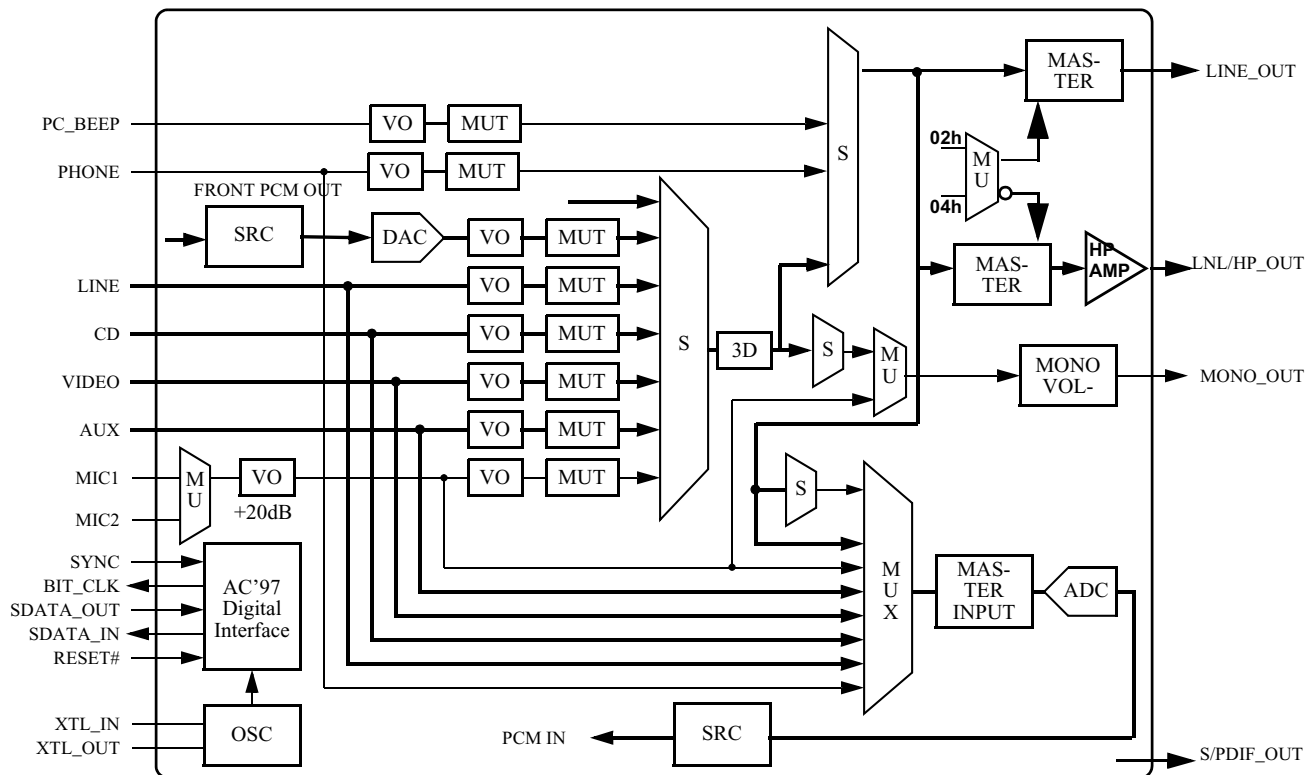 MAS-
TER
LINE_OUT
PC_BEEP
VO
MUT
02h
M
U
S
PHONE
VO
MUT
FRONT PCM OUT
04h
SRC
DAC
VO
MUT
MAS-
TER
HP
AMP
LNL/HP_OUT
LINE
VO
MUT
CD
VO
MUT
S
3D
S
M
U
MONO
VOL-
MONO_OUT
VIDEO
VO
MUT
AUX
VO
MUT
MIC1
M
U
VO
+20dB
VO
MUT
S
MIC2
SYNC
BIT_CLK
SDATA_OUT
SDATA_IN
RESET#
AC’97
Digital
Interface
M
U
X
MAS-
TER
INPUT
ADC
XTL_IN
XTL_OUT
OSC
PCM IN
SRC
S/PDIF_OUT